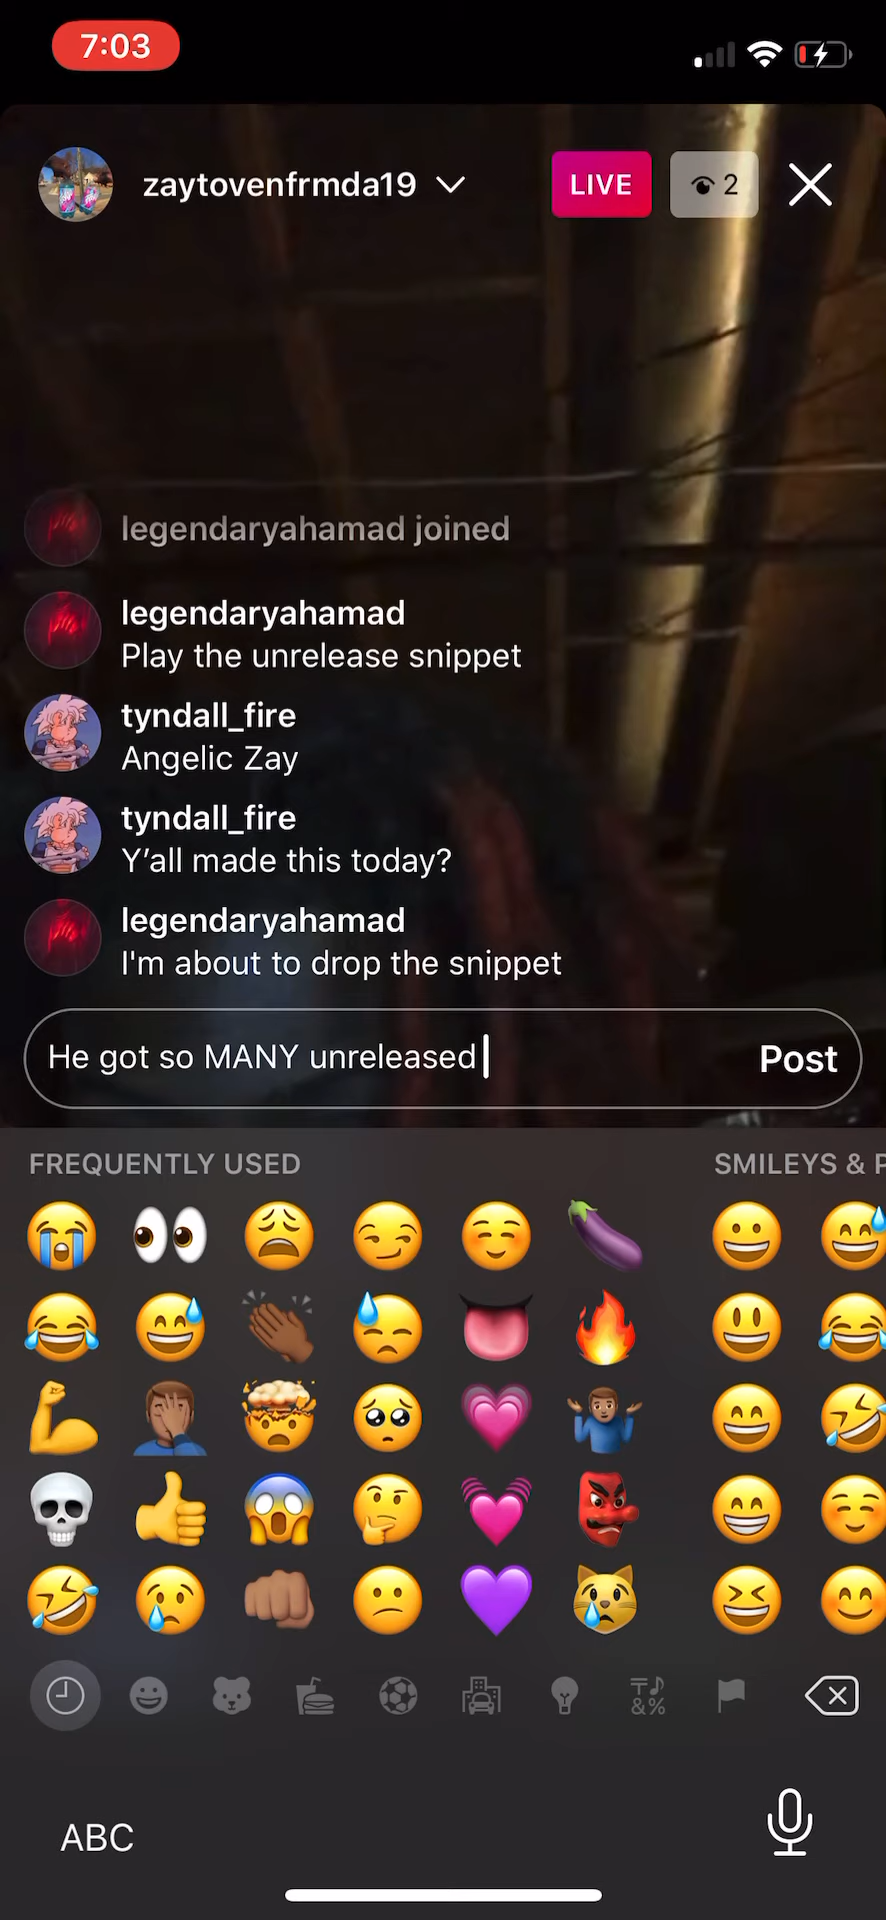 7:03
zaytovenfrmda19
LIVE
2
legendaryahamad joined
legendaryahamad
Play the unrelease snippet
tyndall_fire
Angelic Zay
tyndall_fire
Y’all made this today?
legendaryahamad
I'm about to drop the snippet
He got so MANY unreleased
Post
FREQUENTLY USED
SMILEYS & P
ABC